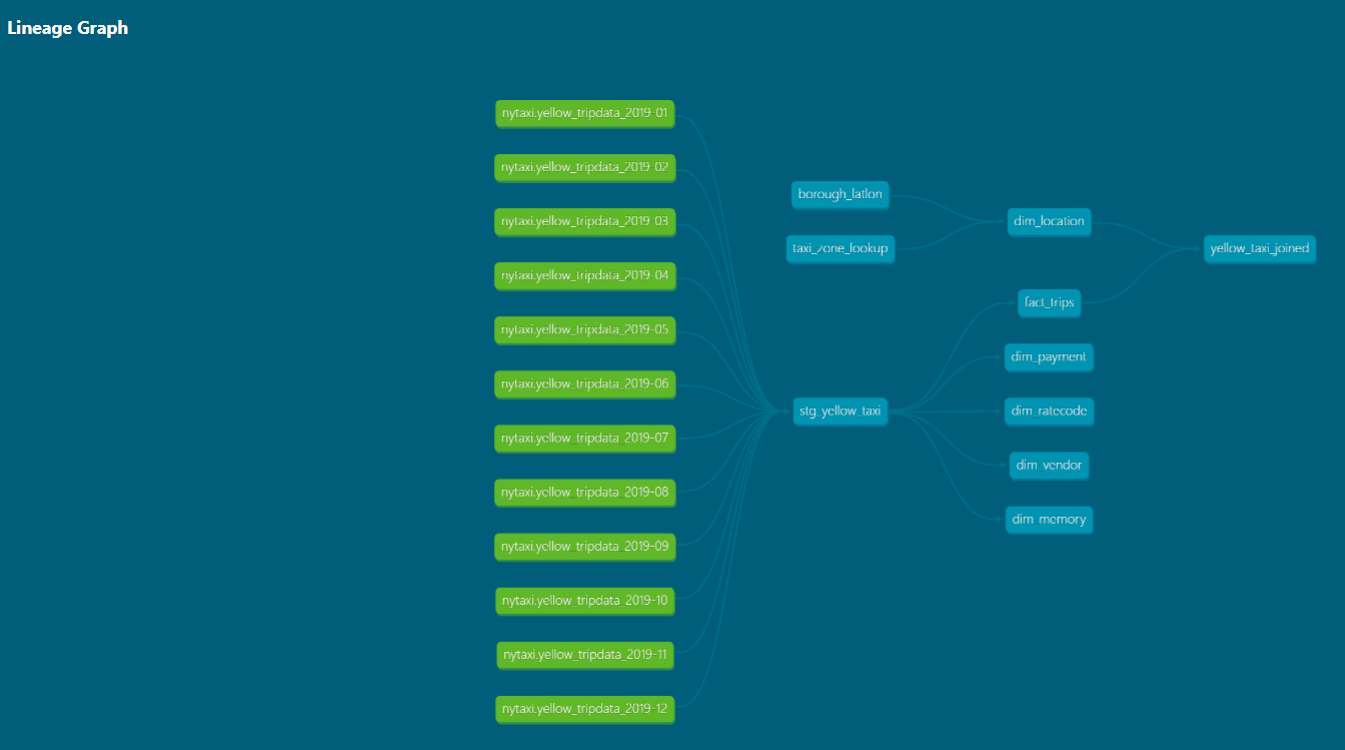 Lineage Graph
nytaxi.yellow_tripdata_2019-01
nytaxi.yellow_tripdata_2019-02
nytaxi.yellow_tripdata_2019-03
nytaxi.yellow_tripdata_2019-04
nytaxi.yellow_tripdata_2019-05
nytaxi.yellow_tripdata_2019-06
nytaxi.yellow_tripdata_2019-07
nytaxi.yellow_tripdata_2019-08
nytaxi.yellow_tripdata_2019-09
nytaxi.yellow_tripdata_2019-10
nytaxi.yellow_tripdata_2019-11
nytaxi.yellow_tripdata_2019-12
borough_latlon
taxi_zone_lookup
stg_yellow_taxi
dim_location
fact_trips
dim_payment
dim_ratecode
dim_vendor
dim_memory
yellow_taxi_joined